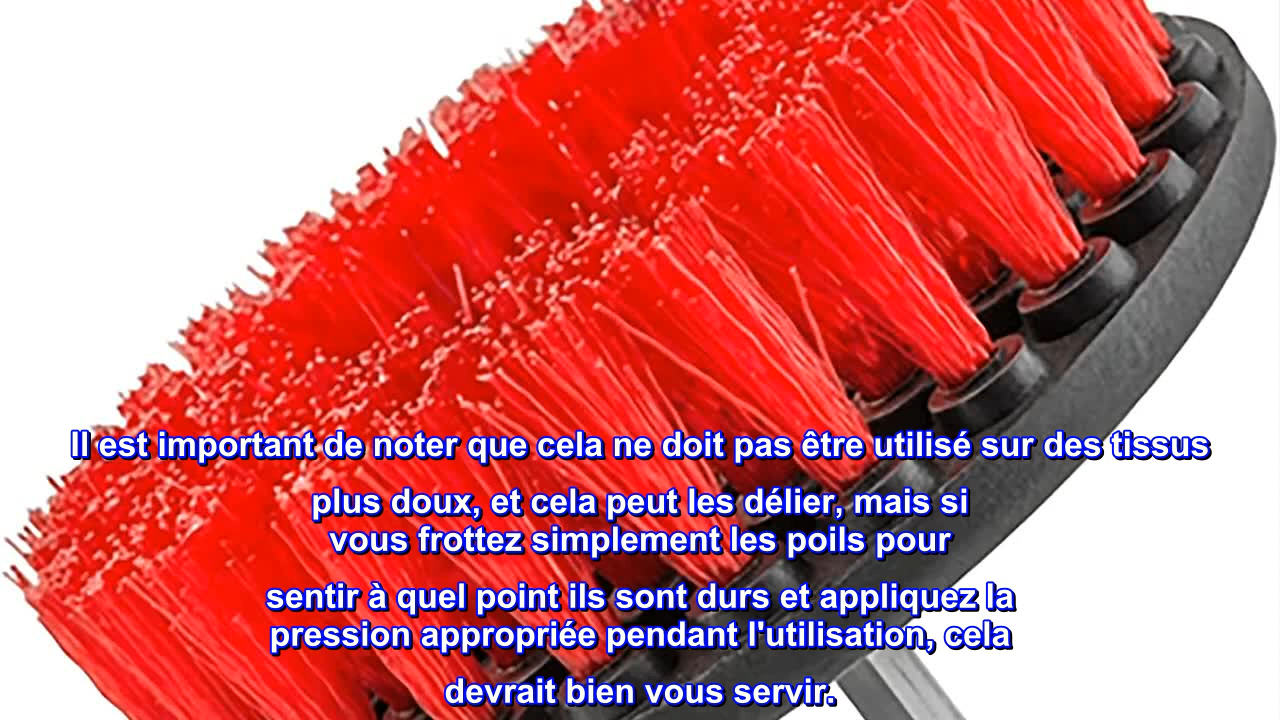 Il est important de noter que cela ne doit pas être utilisé sur des tissus
plus doux, et cela peut les délier, mais si
vous frottez simplement les poils pour
sentir à quel point ils sont durs et appliquez la
pression appropriée pendant l'utilisation, cela
devrait bien vous servir.